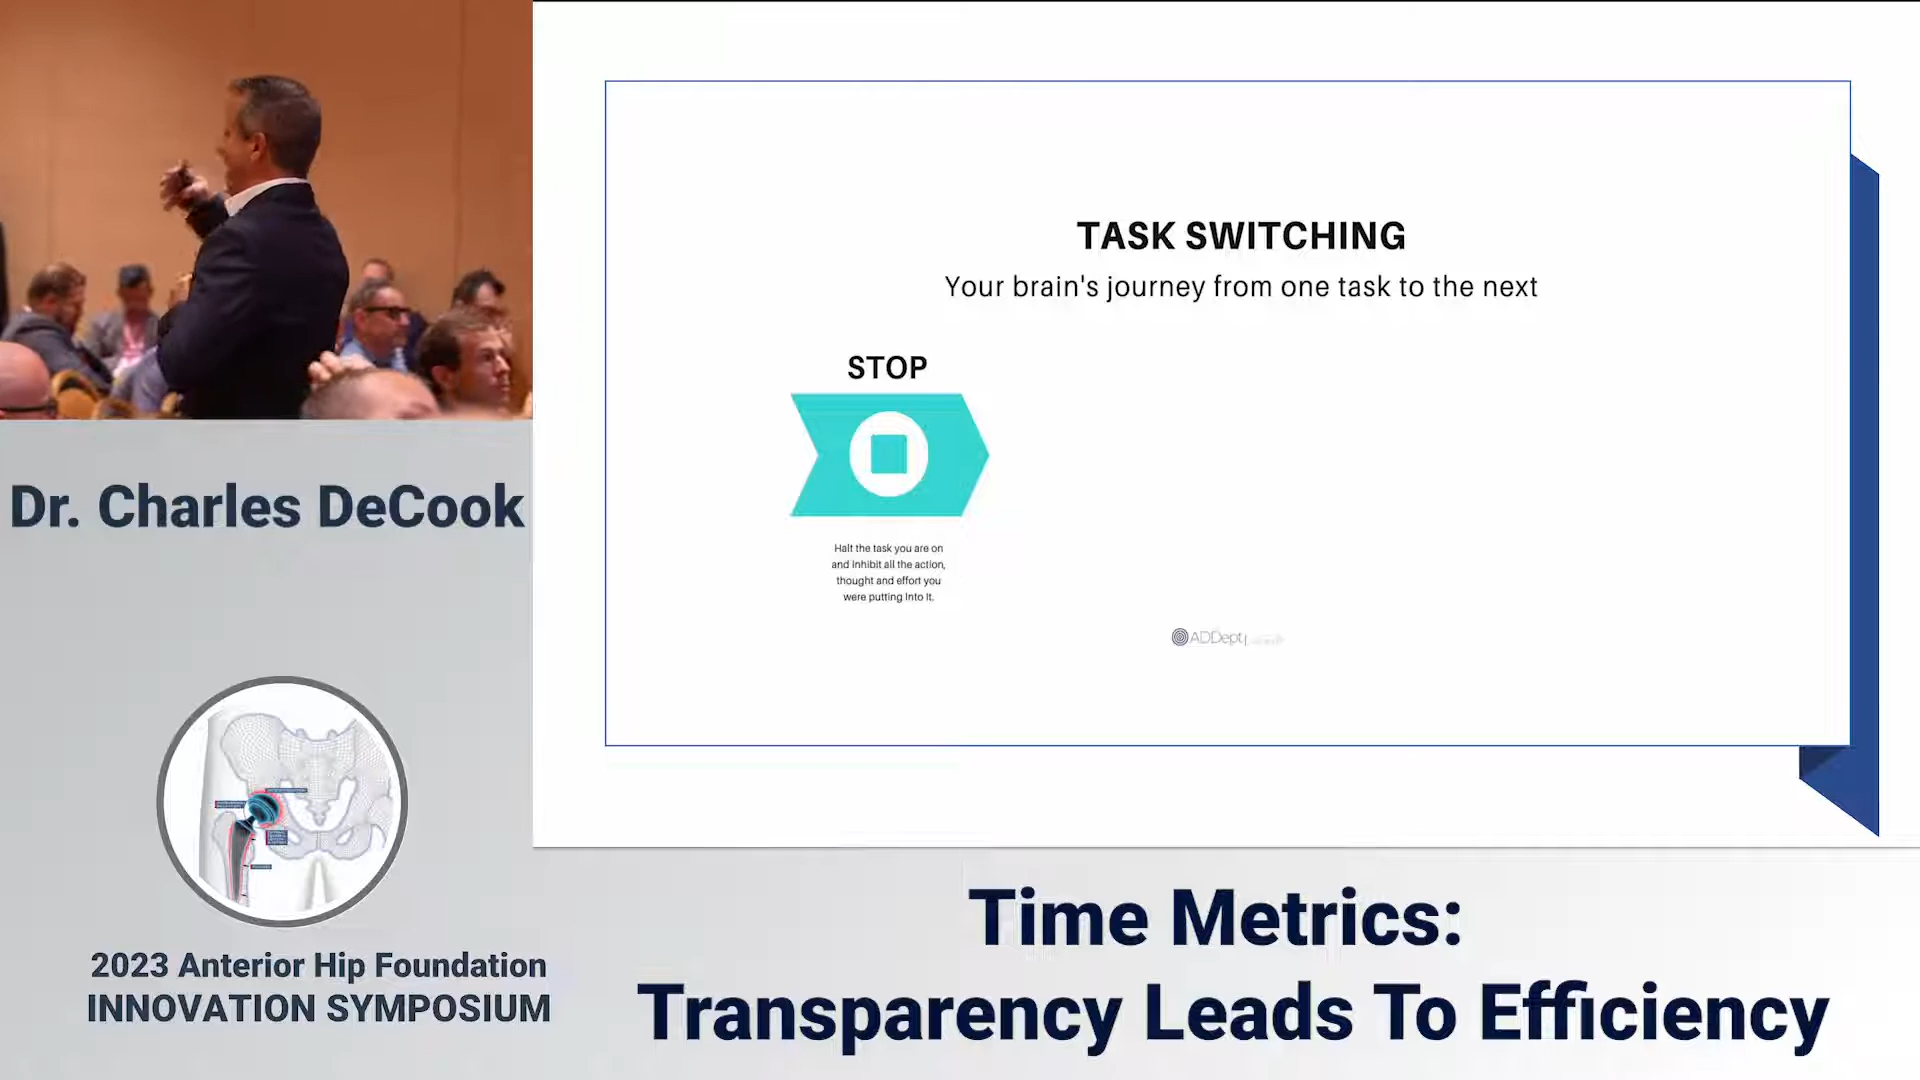 TASK SWITCHING
Your brain's journey from one task to the next
STOP
Halt the task you are on
and inhibit all the action,
thought and effort you
were putting into it.
ADDept
Dr. Charles DeCook
2023 Anterior Hip Foundation
INNOVATION SYMPOSIUM
Time Metrics:
Transparency Leads To Efficiency